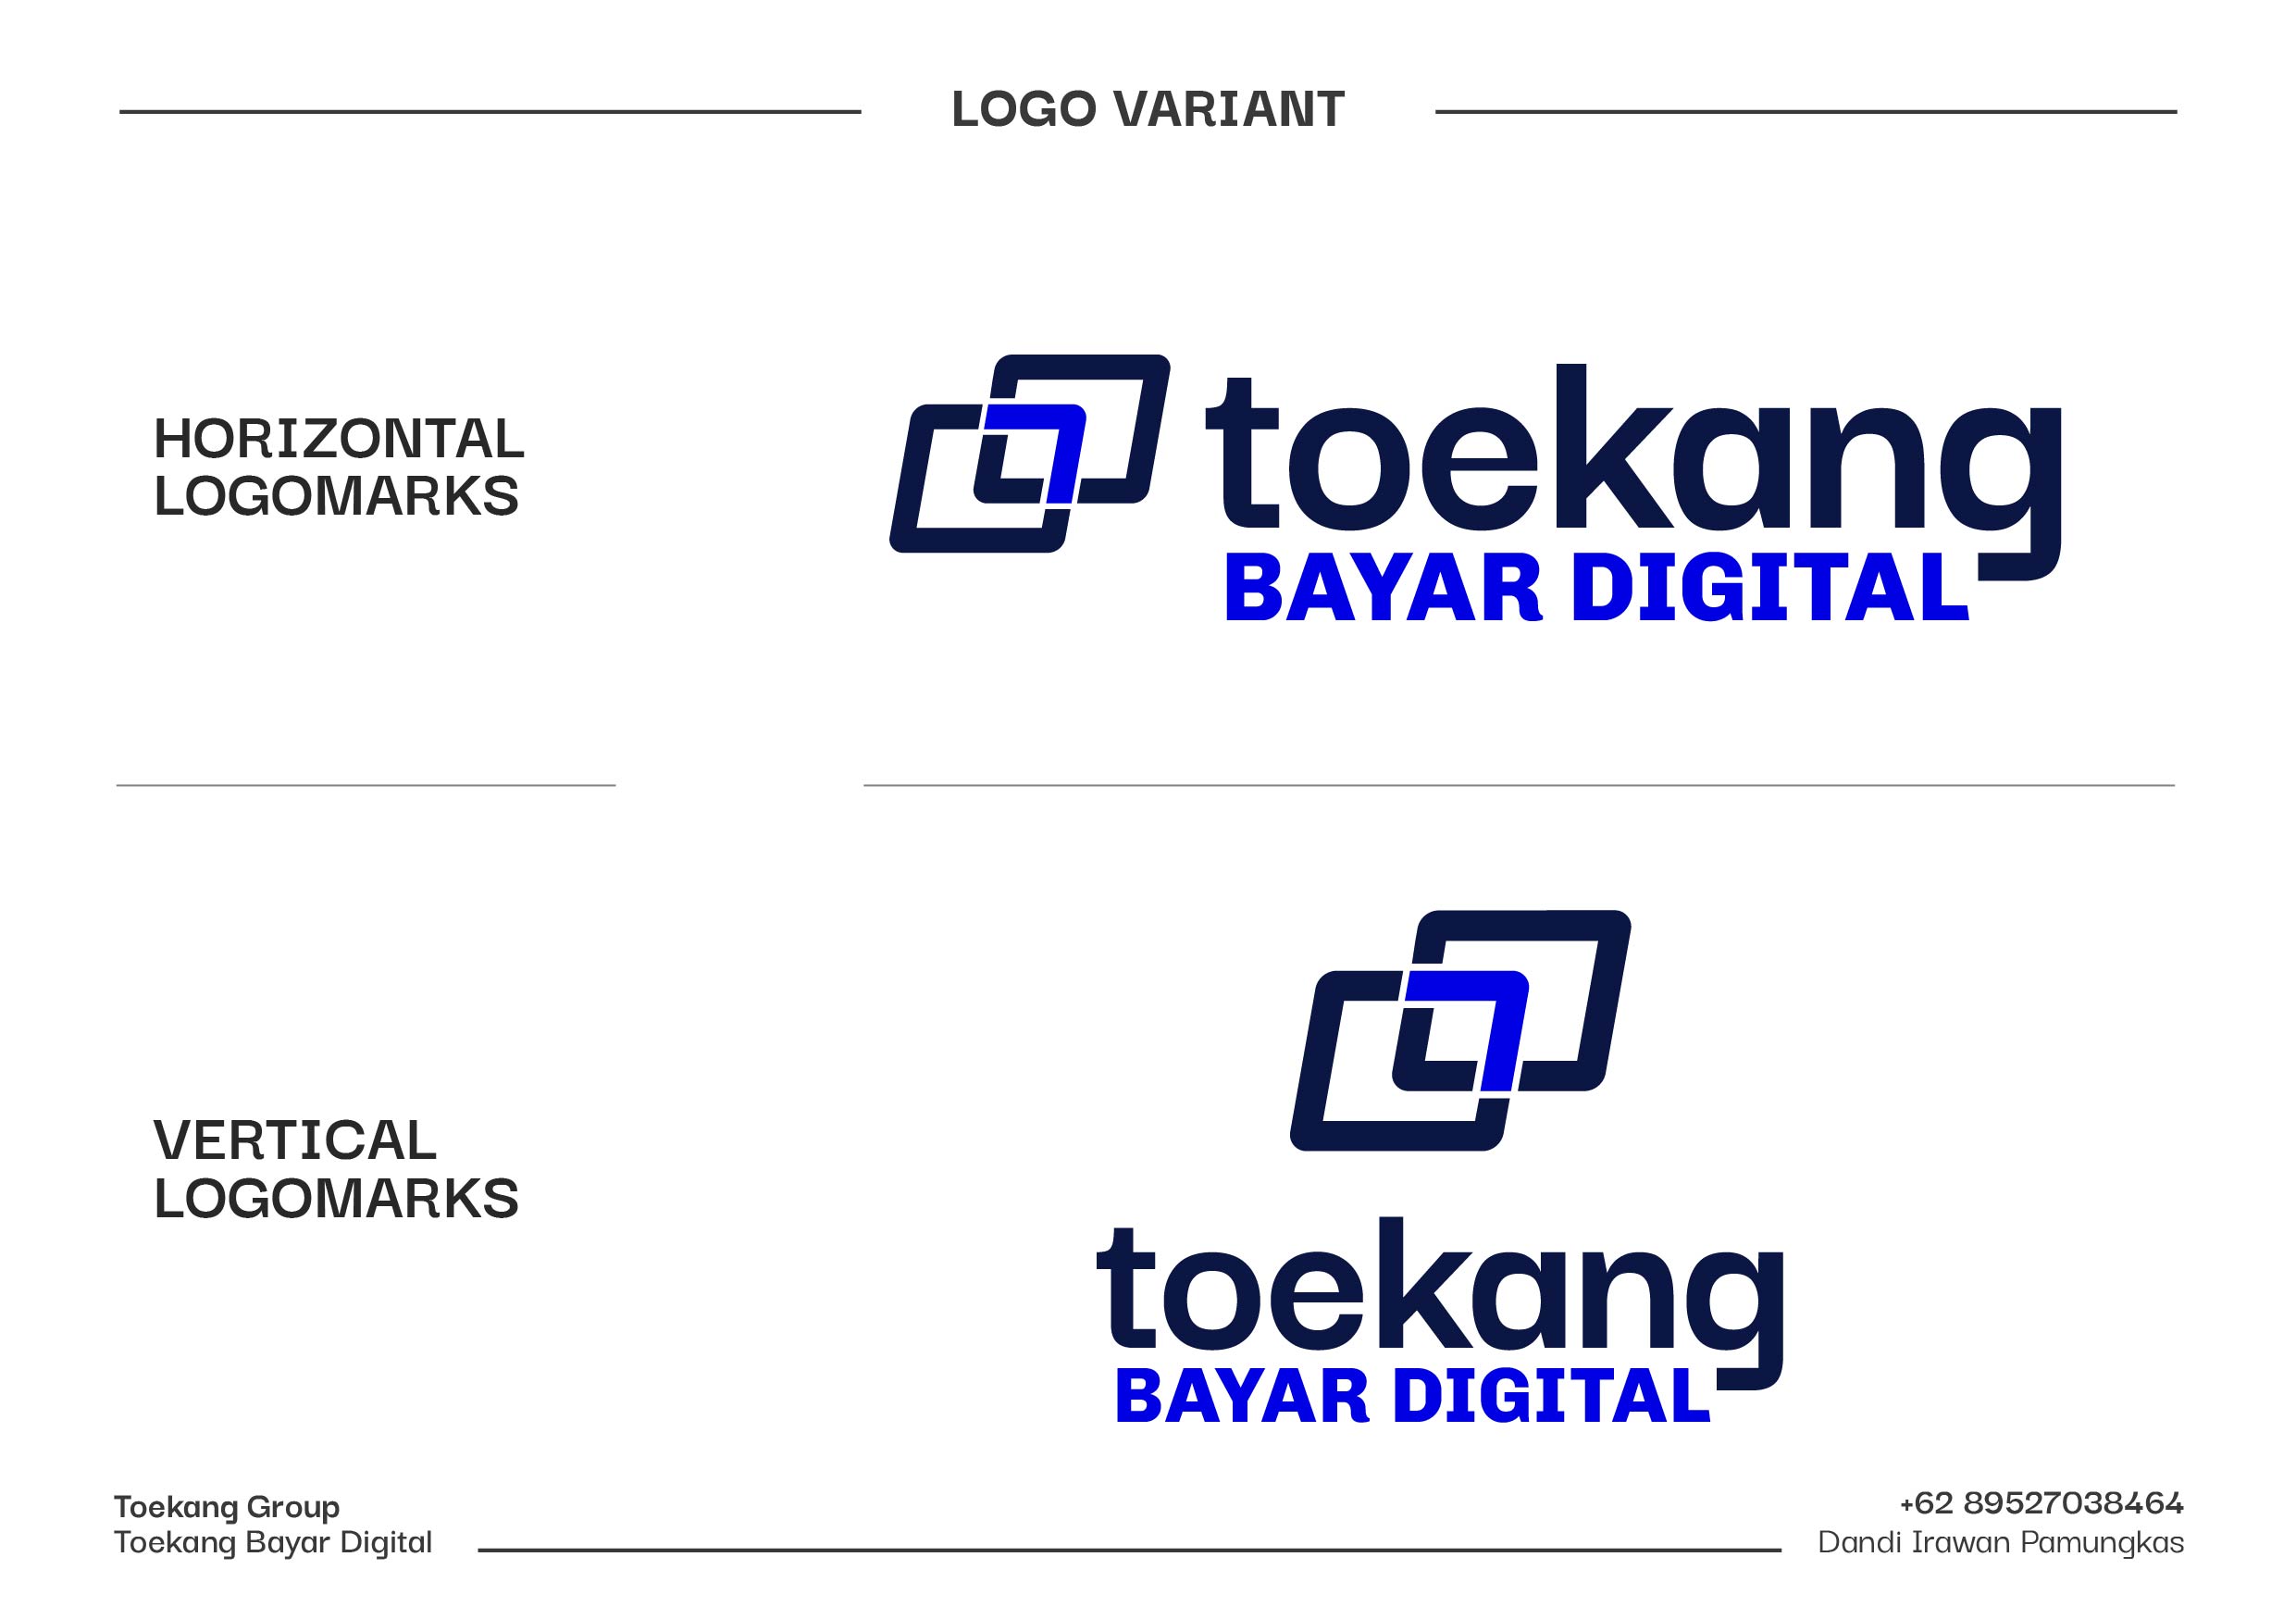 LOGO VARIANT
HORIZONTAL
LOGOMARKS
toekang
BAYAR DIGITAL
VERTICAL
LOGOMARKS
toekang
BAYAR DIGITAL
Toekang Group
Toekang Bayar Digital
+62 89527038464
Dandi Irawan Pamungkas